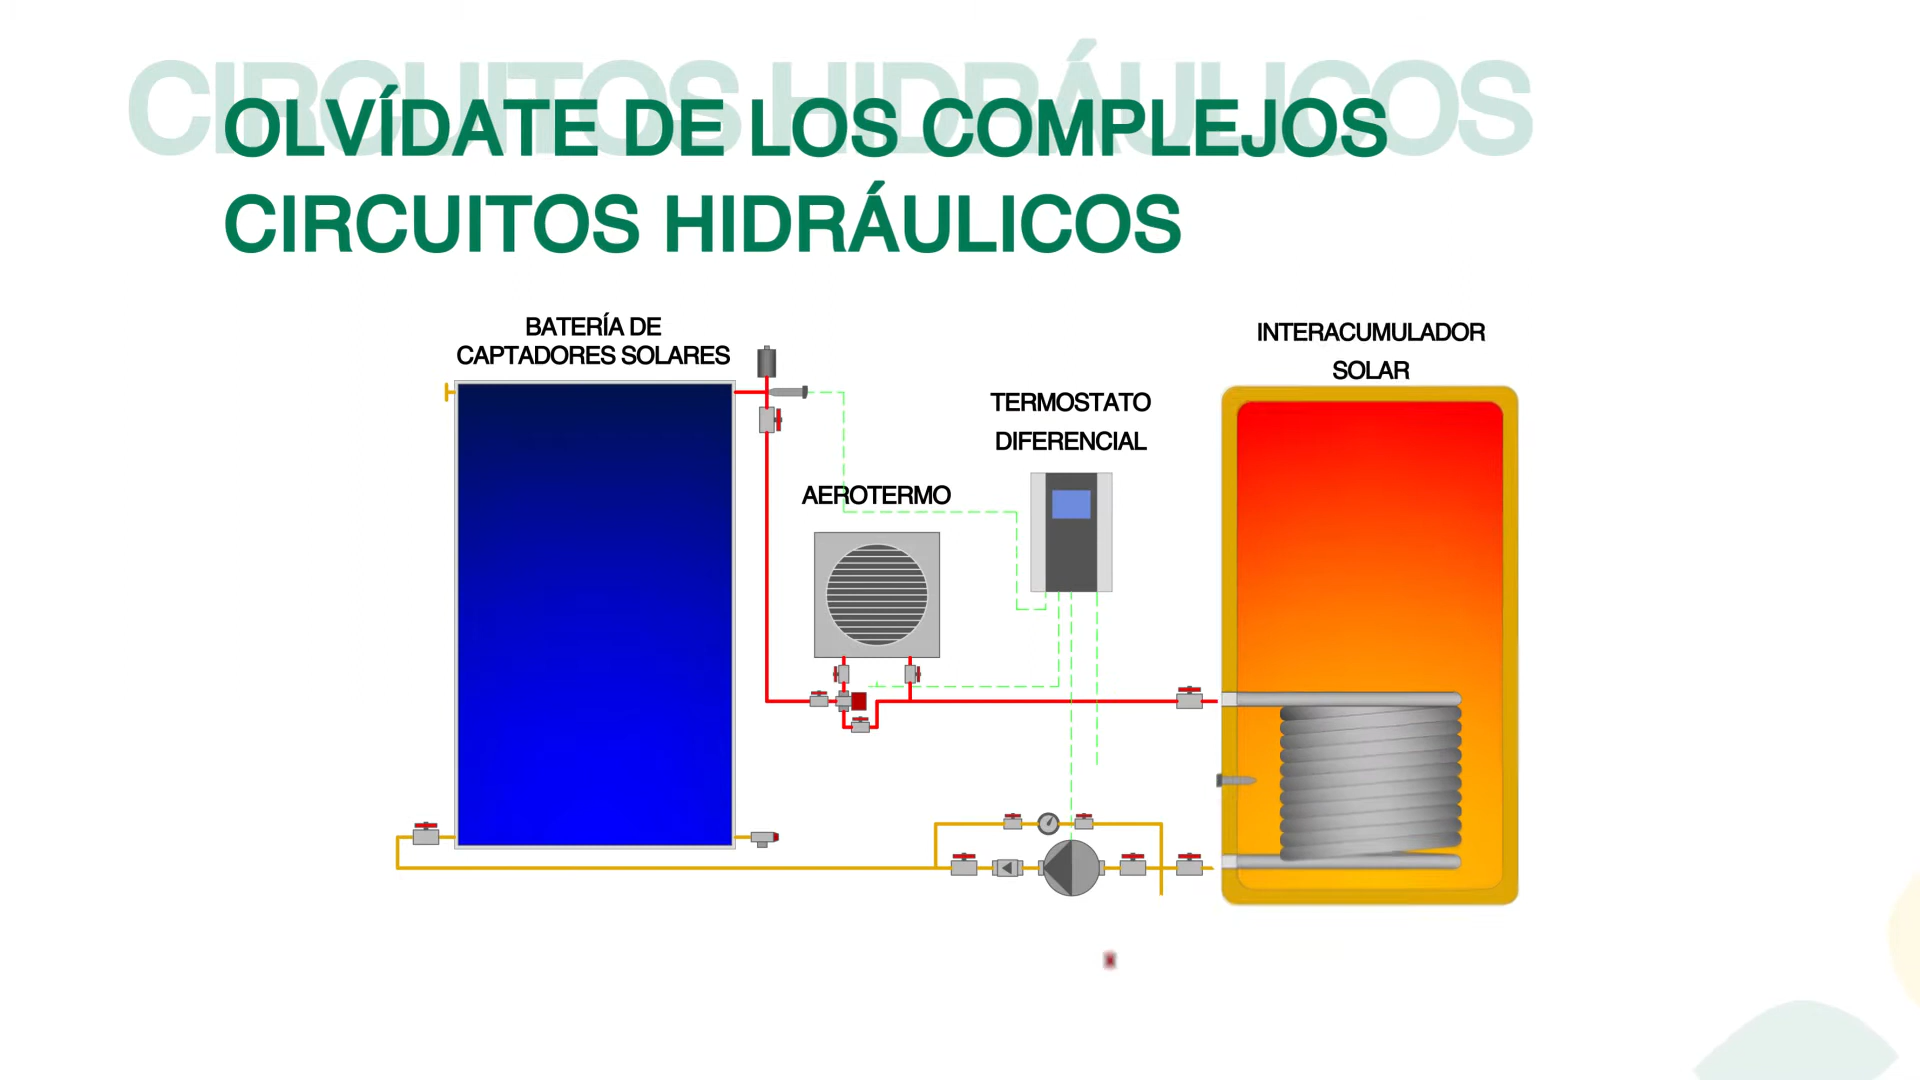 CIRCUITOS HIDRÁULICOS
OLVÍDATE DE LOS COMPLEJOS
CIRCUITOS HIDRÁULICOS
BATERÍA DE
CAPTADORES SOLARES
INTERACUMULADOR
SOLAR
TERMOSTATO
DIFERENCIAL
AEROTERMO